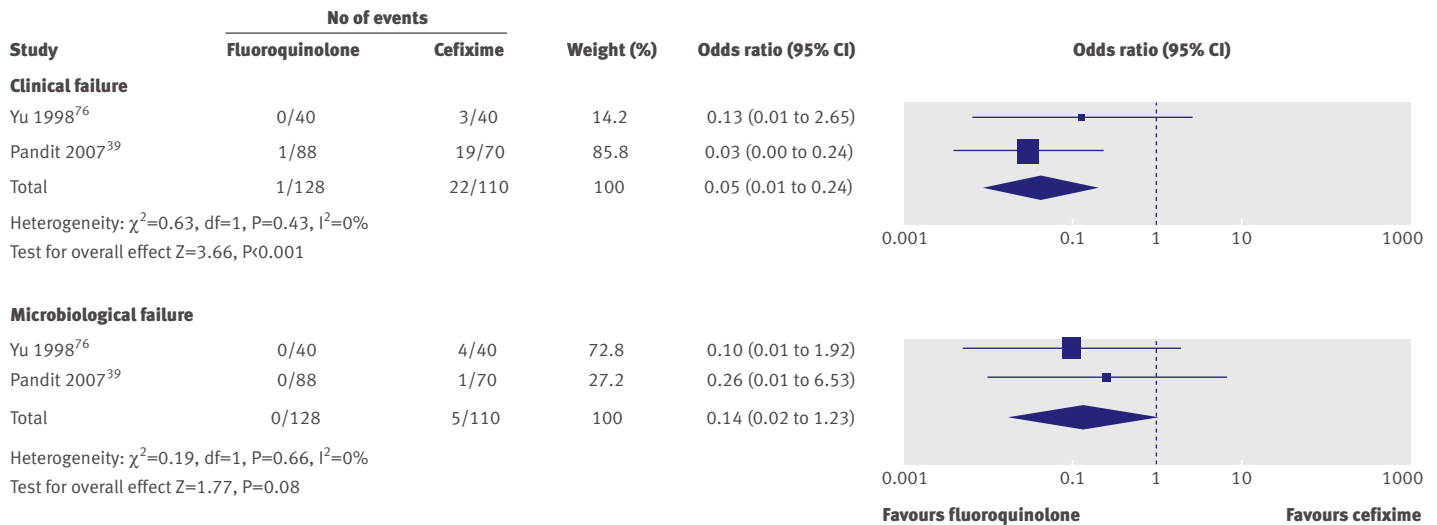 No of events
Study Fluoroquinolone Cefixime Weight (%) Odds ratio (95% CI) Odds ratio (95% CI)
Clinical failure
Yu 1998⁷⁶ 0/40 3/40 14.2 0.13 (0.01 to 2.65)
Pandit 2007³⁹ 1/88 19/70 85.8 0.03 (0.00 to 0.24)
Total 1/128 22/110 100 0.05 (0.01 to 0.24)
Heterogeneity: χ²=0.63, df=1, P=0.43, I²=0%
0.001 0.1 1 10 1000
Test for overall effect Z=3.66, P<0.001
Microbiological failure
Yu 1998⁷⁶ 0/40 4/40 72.8 0.10 (0.01 to 1.92)
Pandit 2007³⁹ 0/88 1/70 27.2 0.26 (0.01 to 6.53)
Total 0/128 5/110 100 0.14 (0.02 to 1.23)
Heterogeneity: χ²=0.19, df=1, P=0.66, I²=0%
0.001 0.1 1 10 1000
Test for overall effect Z=1.77, P=0.08
Favours fluoroquinolone Favours cefixime